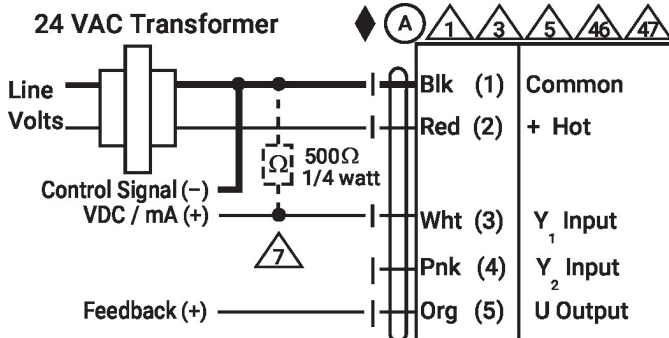 24 VAC Transformer
A 1 3 5 46 47
Line
Volts
Blk (1) Common
Red (2) + Hot
Ω 500Ω
1/4 watt
Control Signal (−)
VDC / mA (+)
Wht (3) Y1 Input
7
Pnk (4) Y2 Input
Feedback (+)
Org (5) U Output